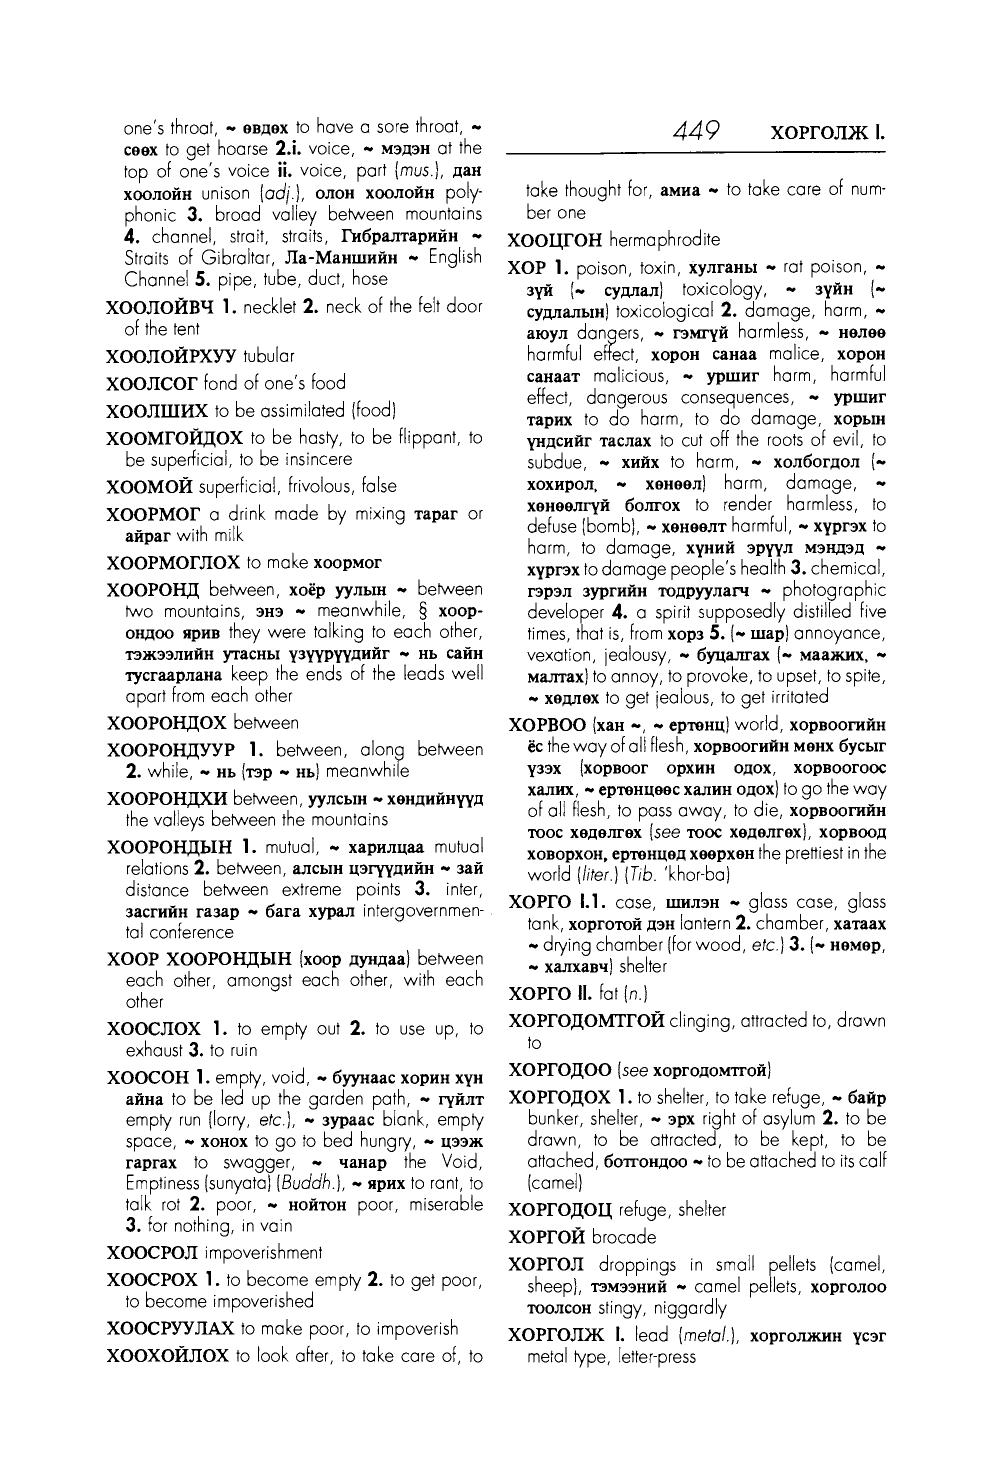 one's throat, ~ өвдөх to have a sore throat, ~
сөөх to get hoarse 2.i. voice, ~ мэдэн at the
top of one's voice ii. voice, part (mus.), дан
хоолойн unison (adj.), олон хоолойн poly-
phonic 3. broad valley between mountains
4. channel, strait, straits, Гибралтарийн ~
Straits of Gibraltar, Ла-Маншийн ~ English
Channel 5. pipe, tube, duct, hose
ХООЛОЙВЧ 1. necklet 2. neck of the felt door
of the tent
ХООЛОЙРХУУ tubular
ХООЛСОГ fond of one's food
ХООЛШИХ to be assimilated (food)
ХООМГОЙДОХ to be hasty, to be flippant, to
be superficial, to be insincere
ХООМОЙ superficial, frivolous, false
ХООРМОГ a drink made by mixing тараг or
айраг with milk
ХООРМОГЛОХ to make хоормог
ХООРОНД between, хоёр уулын ~ between
two mountains, энэ ~ meanwhile, § хоор-
ондоо ярив they were talking to each other,
тэжээлийн утасны үзүүрүүдийг ~ нь сайн
тусгаарлана keep the ends of the leads well
apart from each other
ХООРОНДОХ between
ХООРОНДУУР 1. between, along between
2. while, ~ нь (тэр ~ нь) meanwhile
ХООРОНДХИ between, уулсын ~ хөндийнүүд
the valleys between the mountains
ХООРОНДЫН 1. mutual, ~ харилцаа mutual
relations 2. between, алсын цэгүүдийн ~ зай
distance between extreme points 3. inter,
засгийн газар ~ бага хурал intergovernmen-
tal conference
ХООР ХООРОНДЫН (хоор дундаа) between
each other, amongst each other, with each
other
ХООСЛОХ 1. to empty out 2. to use up, to
exhaust 3. to ruin
ХООСОН 1. empty, void, ~ буунаас хорин хүн
айна to be led up the garden path, ~ гүйлт
empty run (lorry, etc.), ~ зураас blank, empty
space, ~ хонох to go to bed hungry, ~ цээж
гаргах to swagger, ~ чанар the Void,
Emptiness (sunyata) (Buddh.), ~ ярих to rant, to
talk rot 2. poor, ~ нойтон poor, miserable
3. for nothing, in vain
ХООСРОЛ impoverishment
ХООСРОХ 1. to become empty 2. to get poor,
to become impoverished
ХООСРУУЛАХ to make poor, to impoverish
ХООХОЙЛОХ to look after, to take care of, to
449 ХОРГОЛЖ I.
take thought for, амиа ~ to take care of num-
ber one
ХООЦГОН hermaphrodite
ХОР 1. poison, toxin, хулганы ~ rat poison, ~
зүй (~ судлал) toxicology, ~ зүйн (~
судлалын) toxicological 2. damage, harm, ~
аюул dangers, ~ гэмгүй harmless, ~ нөлөө
harmful effect, хорон санаа malice, хорон
санаат malicious, ~ уршиг harm, harmful
effect, dangerous consequences, ~ уршиг
тарих to do harm, to do damage, хорын
үндсийг таслах to cut off the roots of evil, to
subdue, ~ хийх to harm, ~ холбогдол (~
хохирол, ~ хөнөөл) harm, damage, ~
хөнөөлгүй болгох to render harmless, to
defuse (bomb), ~ хөнөөлт harmful, ~ хүргэх to
harm, to damage, хүний эрүүл мэндэд ~
хүргэх to damage people's health 3. chemical,
гэрэл зургийн тодруулагч ~ photographic
developer 4. a spirit supposedly distilled five
times, that is, from хорз 5. (~ шар) annoyance,
vexation, jealousy, ~ буцалгах (~ маажих, ~
малтах) to annoy, to provoke, to upset, to spite,
~ хөдлөх to get jealous, to get irritated
ХОРВОО (хан ~, ~ ертөнц) world, хорвоогийн
ёс the way of all flesh, хорвоогийн мөнх бусыг
үзэх (хорвоог орхин одох, хорвоогоос
халих, ~ ертөнцөөс халин одох) to go the way
of all flesh, to pass away, to die, хорвоогийн
тоос хөдөлгөх (see тоос хөдөлгөх), хорвоод
ховорхон, ертөнцөд хөөрхөн the prettiest in the
world (liter.) (Tib. 'khor-ba)
ХОРГО I.1. case, шилэн ~ glass case, glass
tank, хорготой дэн lantern 2. chamber, хатаах
~ drying chamber (for wood, etc.) 3. (~ нөмөр,
~ халхавч) shelter
ХОРГО II. fat (n.)
ХОРГОДОМТГОЙ clinging, attracted to, drawn
to
ХОРГОДОО (see хоргодомтгой)
ХОРГОДОХ 1. to shelter, to take refuge, ~ байр
bunker, shelter, ~ эрх right of asylum 2. to be
drawn, to be attracted, to be kept, to be
attached, ботгондоо ~ to be attached to its calf
(camel)
ХОРГОДОЦ refuge, shelter
ХОРГОЙ brocade
ХОРГОЛ droppings in small pellets (camel,
sheep), тэмээний ~ camel pellets, хорголоо
тоолсон stingy, niggardly
ХОРГОЛЖ I. lead (metal.), хорголжин үсэг
metal type, letter-press